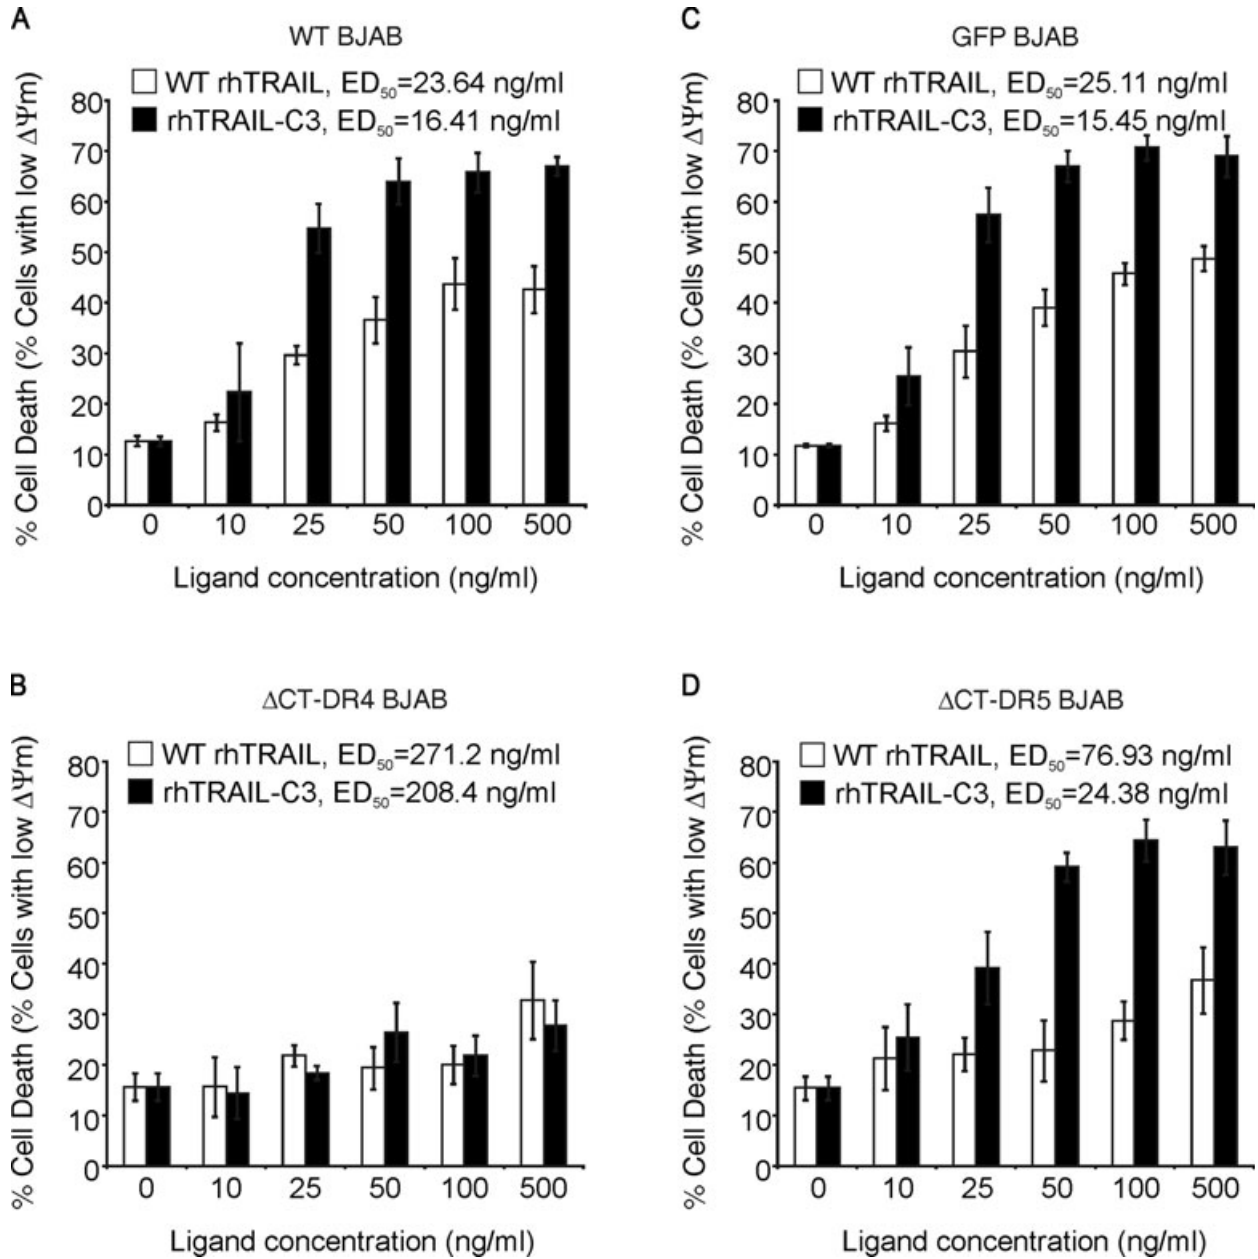 A
WT BJAB
WT rhTRAIL, ED₅₀=23.64 ng/ml
rhTRAIL-C3, ED₅₀=16.41 ng/ml
% Cell Death (% Cells with low ΔΨm)
80
70
60
50
40
30
20
10
0
0 10 25 50 100 500
Ligand concentration (ng/ml)
C
GFP BJAB
WT rhTRAIL, ED₅₀=25.11 ng/ml
rhTRAIL-C3, ED₅₀=15.45 ng/ml
% Cell Death (% Cells with low ΔΨm)
80
70
60
50
40
30
20
10
0
0 10 25 50 100 500
Ligand concentration (ng/ml)
B
ΔCT-DR4 BJAB
WT rhTRAIL, ED₅₀=271.2 ng/ml
rhTRAIL-C3, ED₅₀=208.4 ng/ml
% Cell Death (% Cells with low ΔΨm)
80
70
60
50
40
30
20
10
0
0 10 25 50 100 500
Ligand concentration (ng/ml)
D
ΔCT-DR5 BJAB
WT rhTRAIL, ED₅₀=76.93 ng/ml
rhTRAIL-C3, ED₅₀=24.38 ng/ml
% Cell Death (% Cells with low ΔΨm)
80
70
60
50
40
30
20
10
0
0 10 25 50 100 500
Ligand concentration (ng/ml)